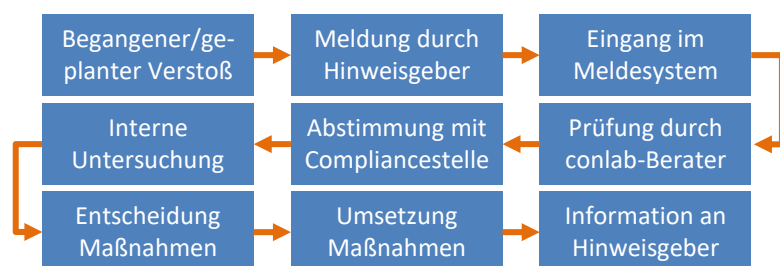 Begangener/ge-
planter Verstoß
Meldung durch
Hinweisgeber
Eingang im
Meldesystem
Prüfung durch
conlab-Berater
Abstimmung mit
Compliancestelle
Interne
Untersuchung
Entscheidung
Maßnahmen
Umsetzung
Maßnahmen
Information an
Hinweisgeber